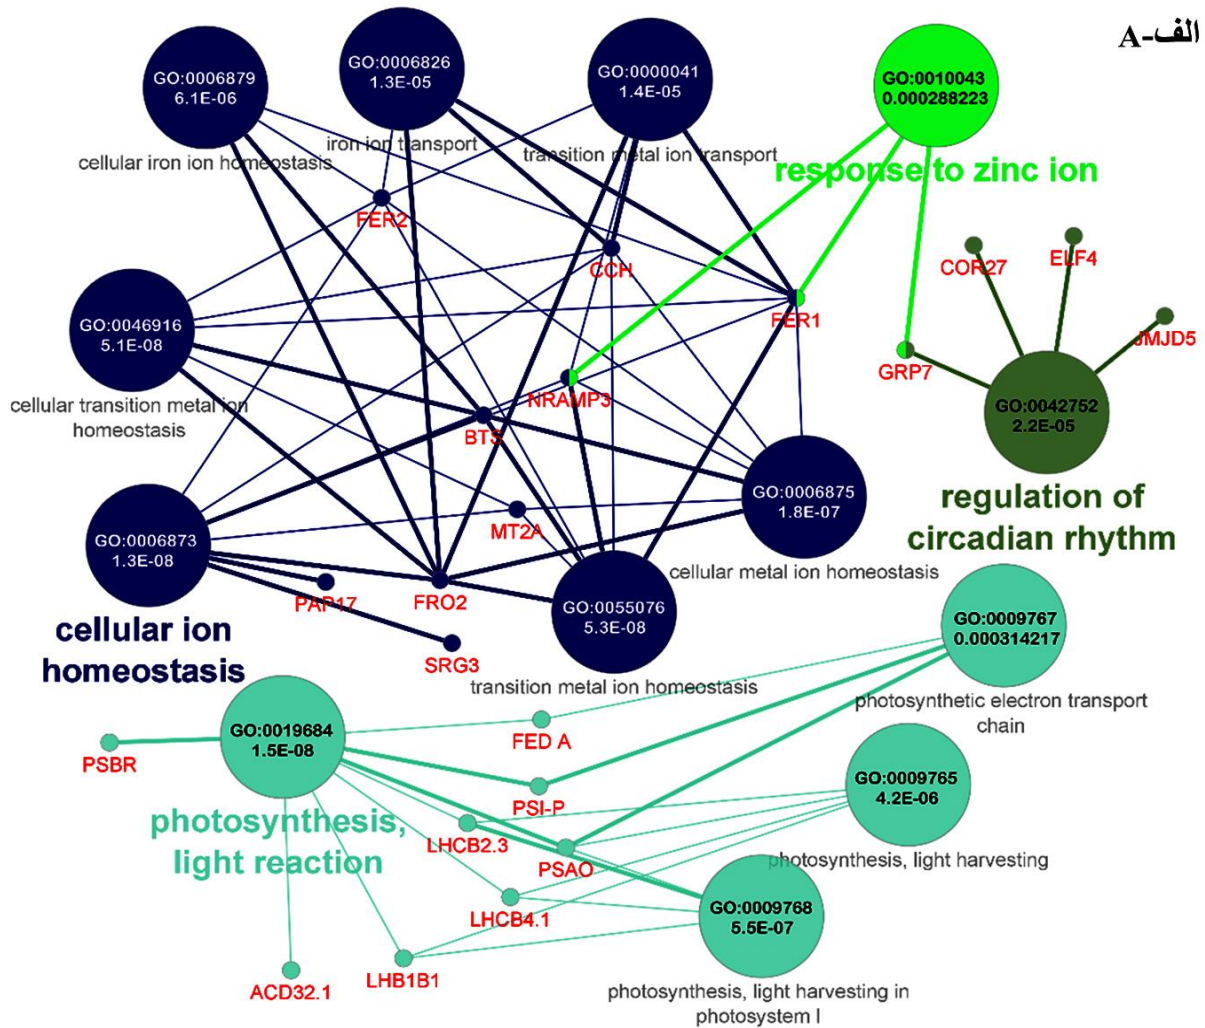 الف-A
GO:0006879
6.1E-06
cellular iron ion homeostasis
GO:0006826
1.3E-05
iron ion transport
GO:0000041
1.4E-05
transition metal ion transport
GO:0010043
0.000288223
response to zinc ion
FER2
CCH
FER1
COR27
ELF4
JMJD5
GRP7
GO:0046916
5.1E-08
cellular transition metal ion
homeostasis
NRAMP3
BTS
GO:0042752
2.2E-05
regulation of
circadian rhythm
GO:0006875
1.8E-07
cellular metal ion homeostasis
MT2A
GO:0006873
1.3E-08
cellular ion
homeostasis
PAP17
FRO2
SRG3
GO:0055076
5.3E-08
transition metal ion homeostasis
GO:0009767
0.000314217
photosynthetic electron transport
chain
GO:0019684
1.5E-08
photosynthesis,
light reaction
PSBR
FED A
PSI-P
LHCB2.3
PSAO
GO:0009765
4.2E-06
photosynthesis, light harvesting
LHCB4.1
GO:0009768
5.5E-07
photosynthesis, light harvesting in
photosystem I
LHB1B1
ACD32.1